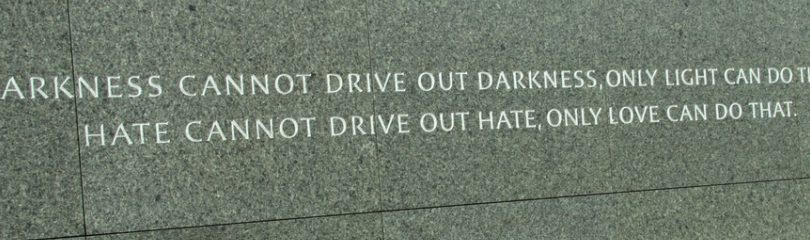 ARKNESS CANNOT DRIVE OUT DARKNESS, ONLY LIGHT CAN DO TH
HATE CANNOT DRIVE OUT HATE, ONLY LOVE CAN DO THAT.